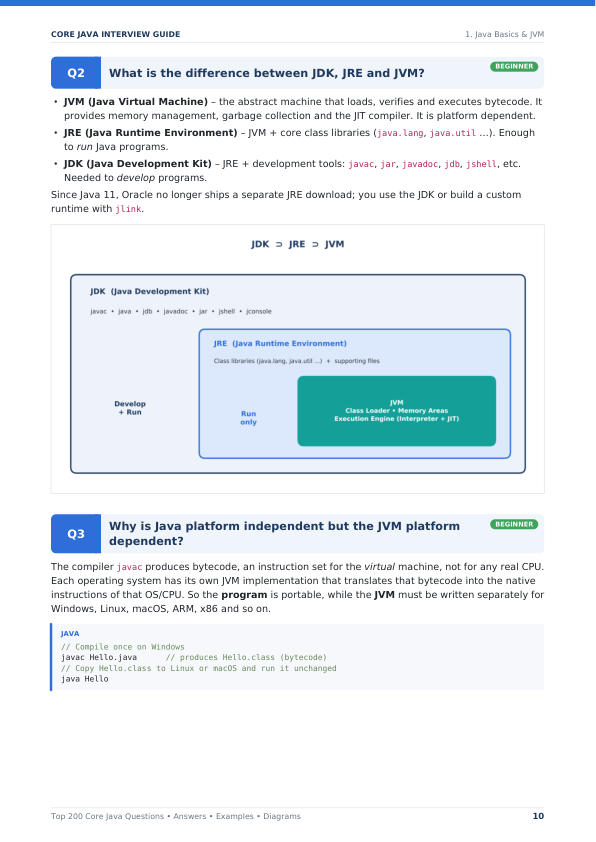 CORE JAVA INTERVIEW GUIDE
1. Java Basics & JVM
Q2
What is the difference between JDK, JRE and JVM?
BEGINNER
• JVM (Java Virtual Machine) – the abstract machine that loads, verifies and executes bytecode. It
provides memory management, garbage collection and the JIT compiler. It is platform dependent.
• JRE (Java Runtime Environment) – JVM + core class libraries (java.lang, java.util …). Enough
to run Java programs.
• JDK (Java Development Kit) – JRE + development tools: javac, jar, javadoc, jdb, jshell, etc.
Needed to develop programs.
Since Java 11, Oracle no longer ships a separate JRE download; you use the JDK or build a custom
runtime with jlink.
JDK ⊃ JRE ⊃ JVM
JDK (Java Development Kit)
javac • java • jdb • javadoc • jar • jshell • jconsole
JRE (Java Runtime Environment)
Class libraries (java.lang, java.util ...) + supporting files
Develop
+ Run
Run
only
JVM
Class Loader • Memory Areas
Execution Engine (Interpreter + JIT)
Q3
Why is Java platform independent but the JVM platform
dependent?
BEGINNER
The compiler javac produces bytecode, an instruction set for the virtual machine, not for any real CPU.
Each operating system has its own JVM implementation that translates that bytecode into the native
instructions of that OS/CPU. So the program is portable, while the JVM must be written separately for
Windows, Linux, macOS, ARM, x86 and so on.
JAVA
// Compile once on Windows
javac Hello.java // produces Hello.class (bytecode)
// Copy Hello.class to Linux or macOS and run it unchanged
java Hello
Top 200 Core Java Questions • Answers • Examples • Diagrams
10